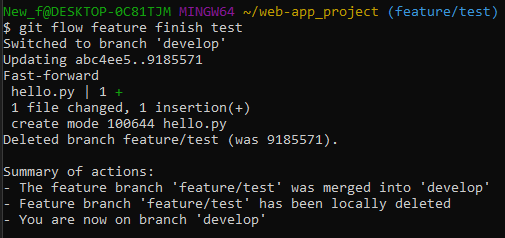 New_f@DESKTOP-0C81TJM MINGW64 ~/web-app_project (feature/test)
$ git flow feature finish test
Switched to branch 'develop'
Updating abc4ee5..9185571
Fast-forward
 hello.py | 1 +
 1 file changed, 1 insertion(+)
 create mode 100644 hello.py
Deleted branch feature/test (was 9185571).

Summary of actions:
- The feature branch 'feature/test' was merged into 'develop'
- Feature branch 'feature/test' has been locally deleted
- You are now on branch 'develop'